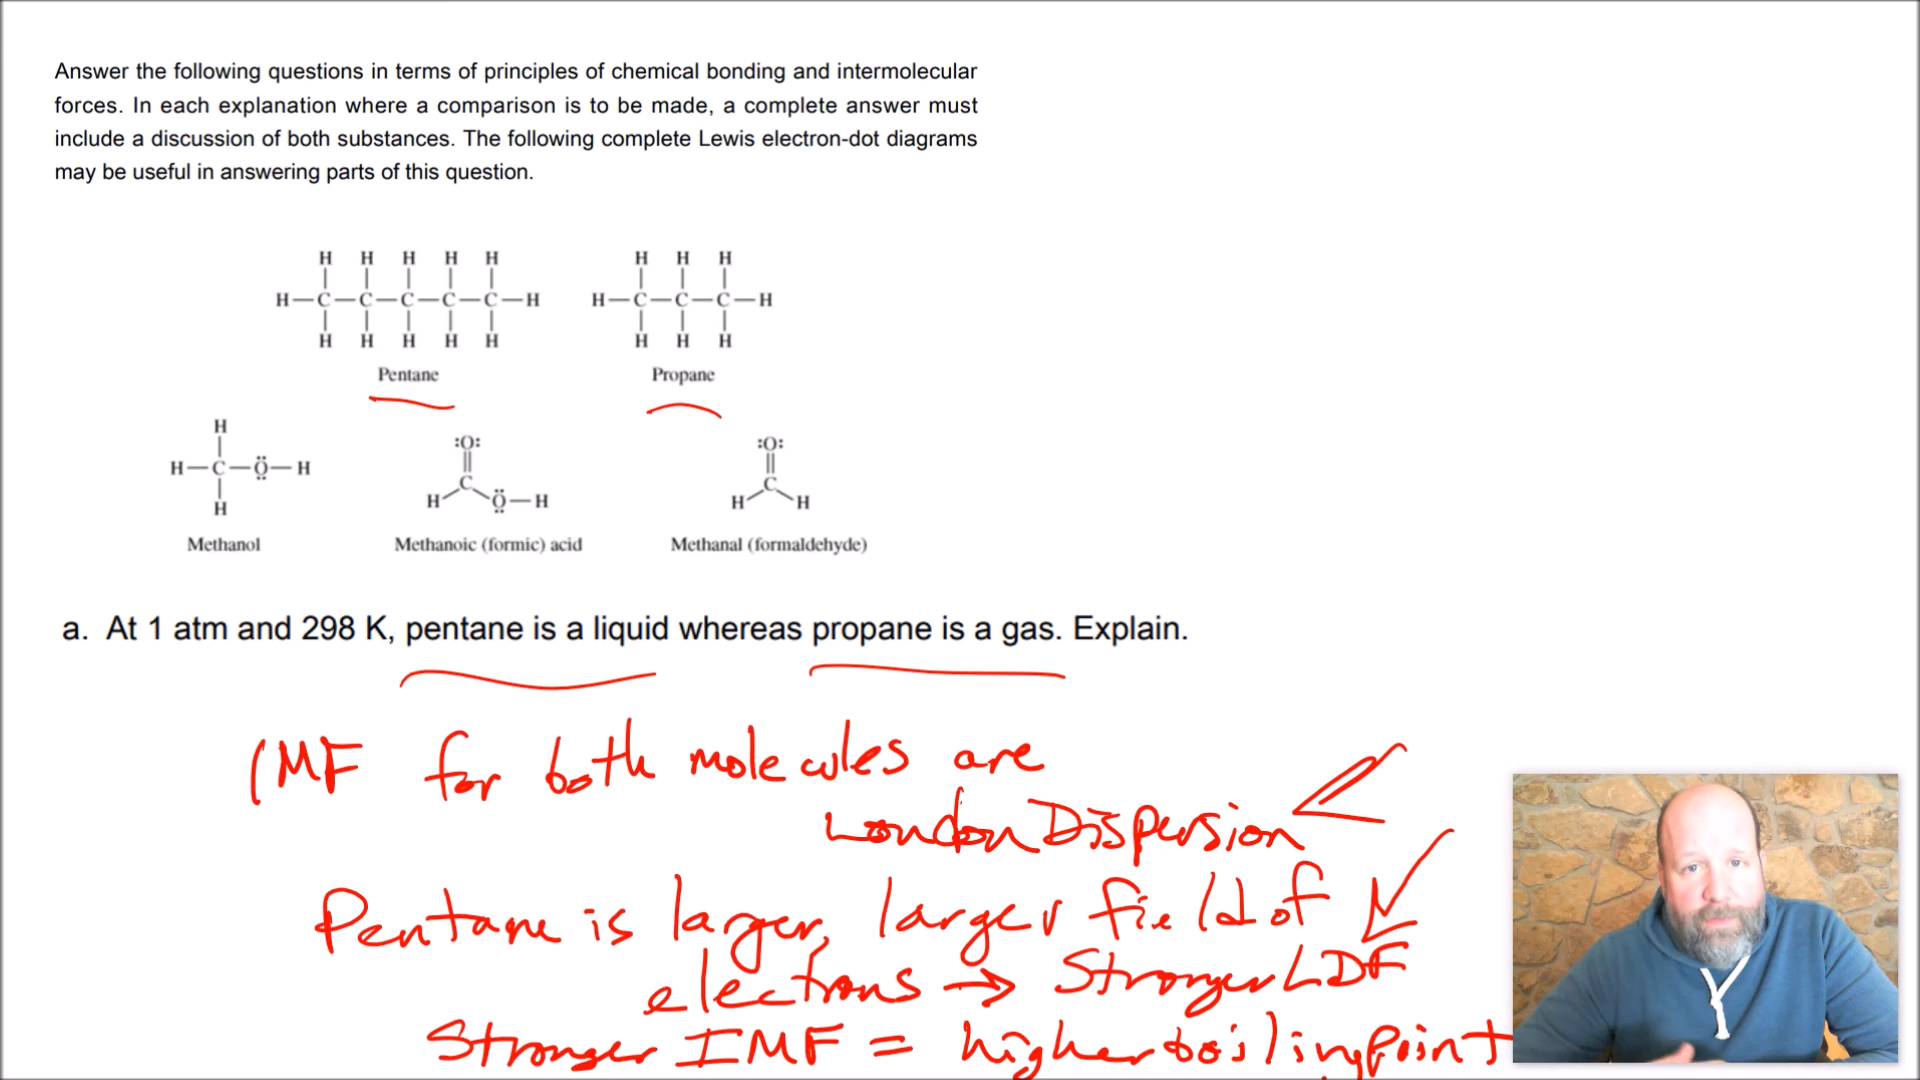 Answer the following questions in terms of principles of chemical bonding and intermolecular
forces. In each explanation where a comparison is to be made, a complete answer must
include a discussion of both substances. The following complete Lewis electron-dot diagrams
may be useful in answering parts of this question.
H H H H H
H—C—C—C—C—C—H
H H H H H
Pentane
H H H
H—C—C—C—H
H H H
Propane
H
H—C—Ö—H
H
Methanol
:O:
C
H Ö—H
Methanoic (formic) acid
:O:
C
H H
Methanal (formaldehyde)
a. At 1 atm and 298 K, pentane is a liquid whereas propane is a gas. Explain.
IMF for both molecules are
London Dispersion
Pentane is larger, larger field of
electrons → Stronger LDF
Stronger IMF = higher boiling point